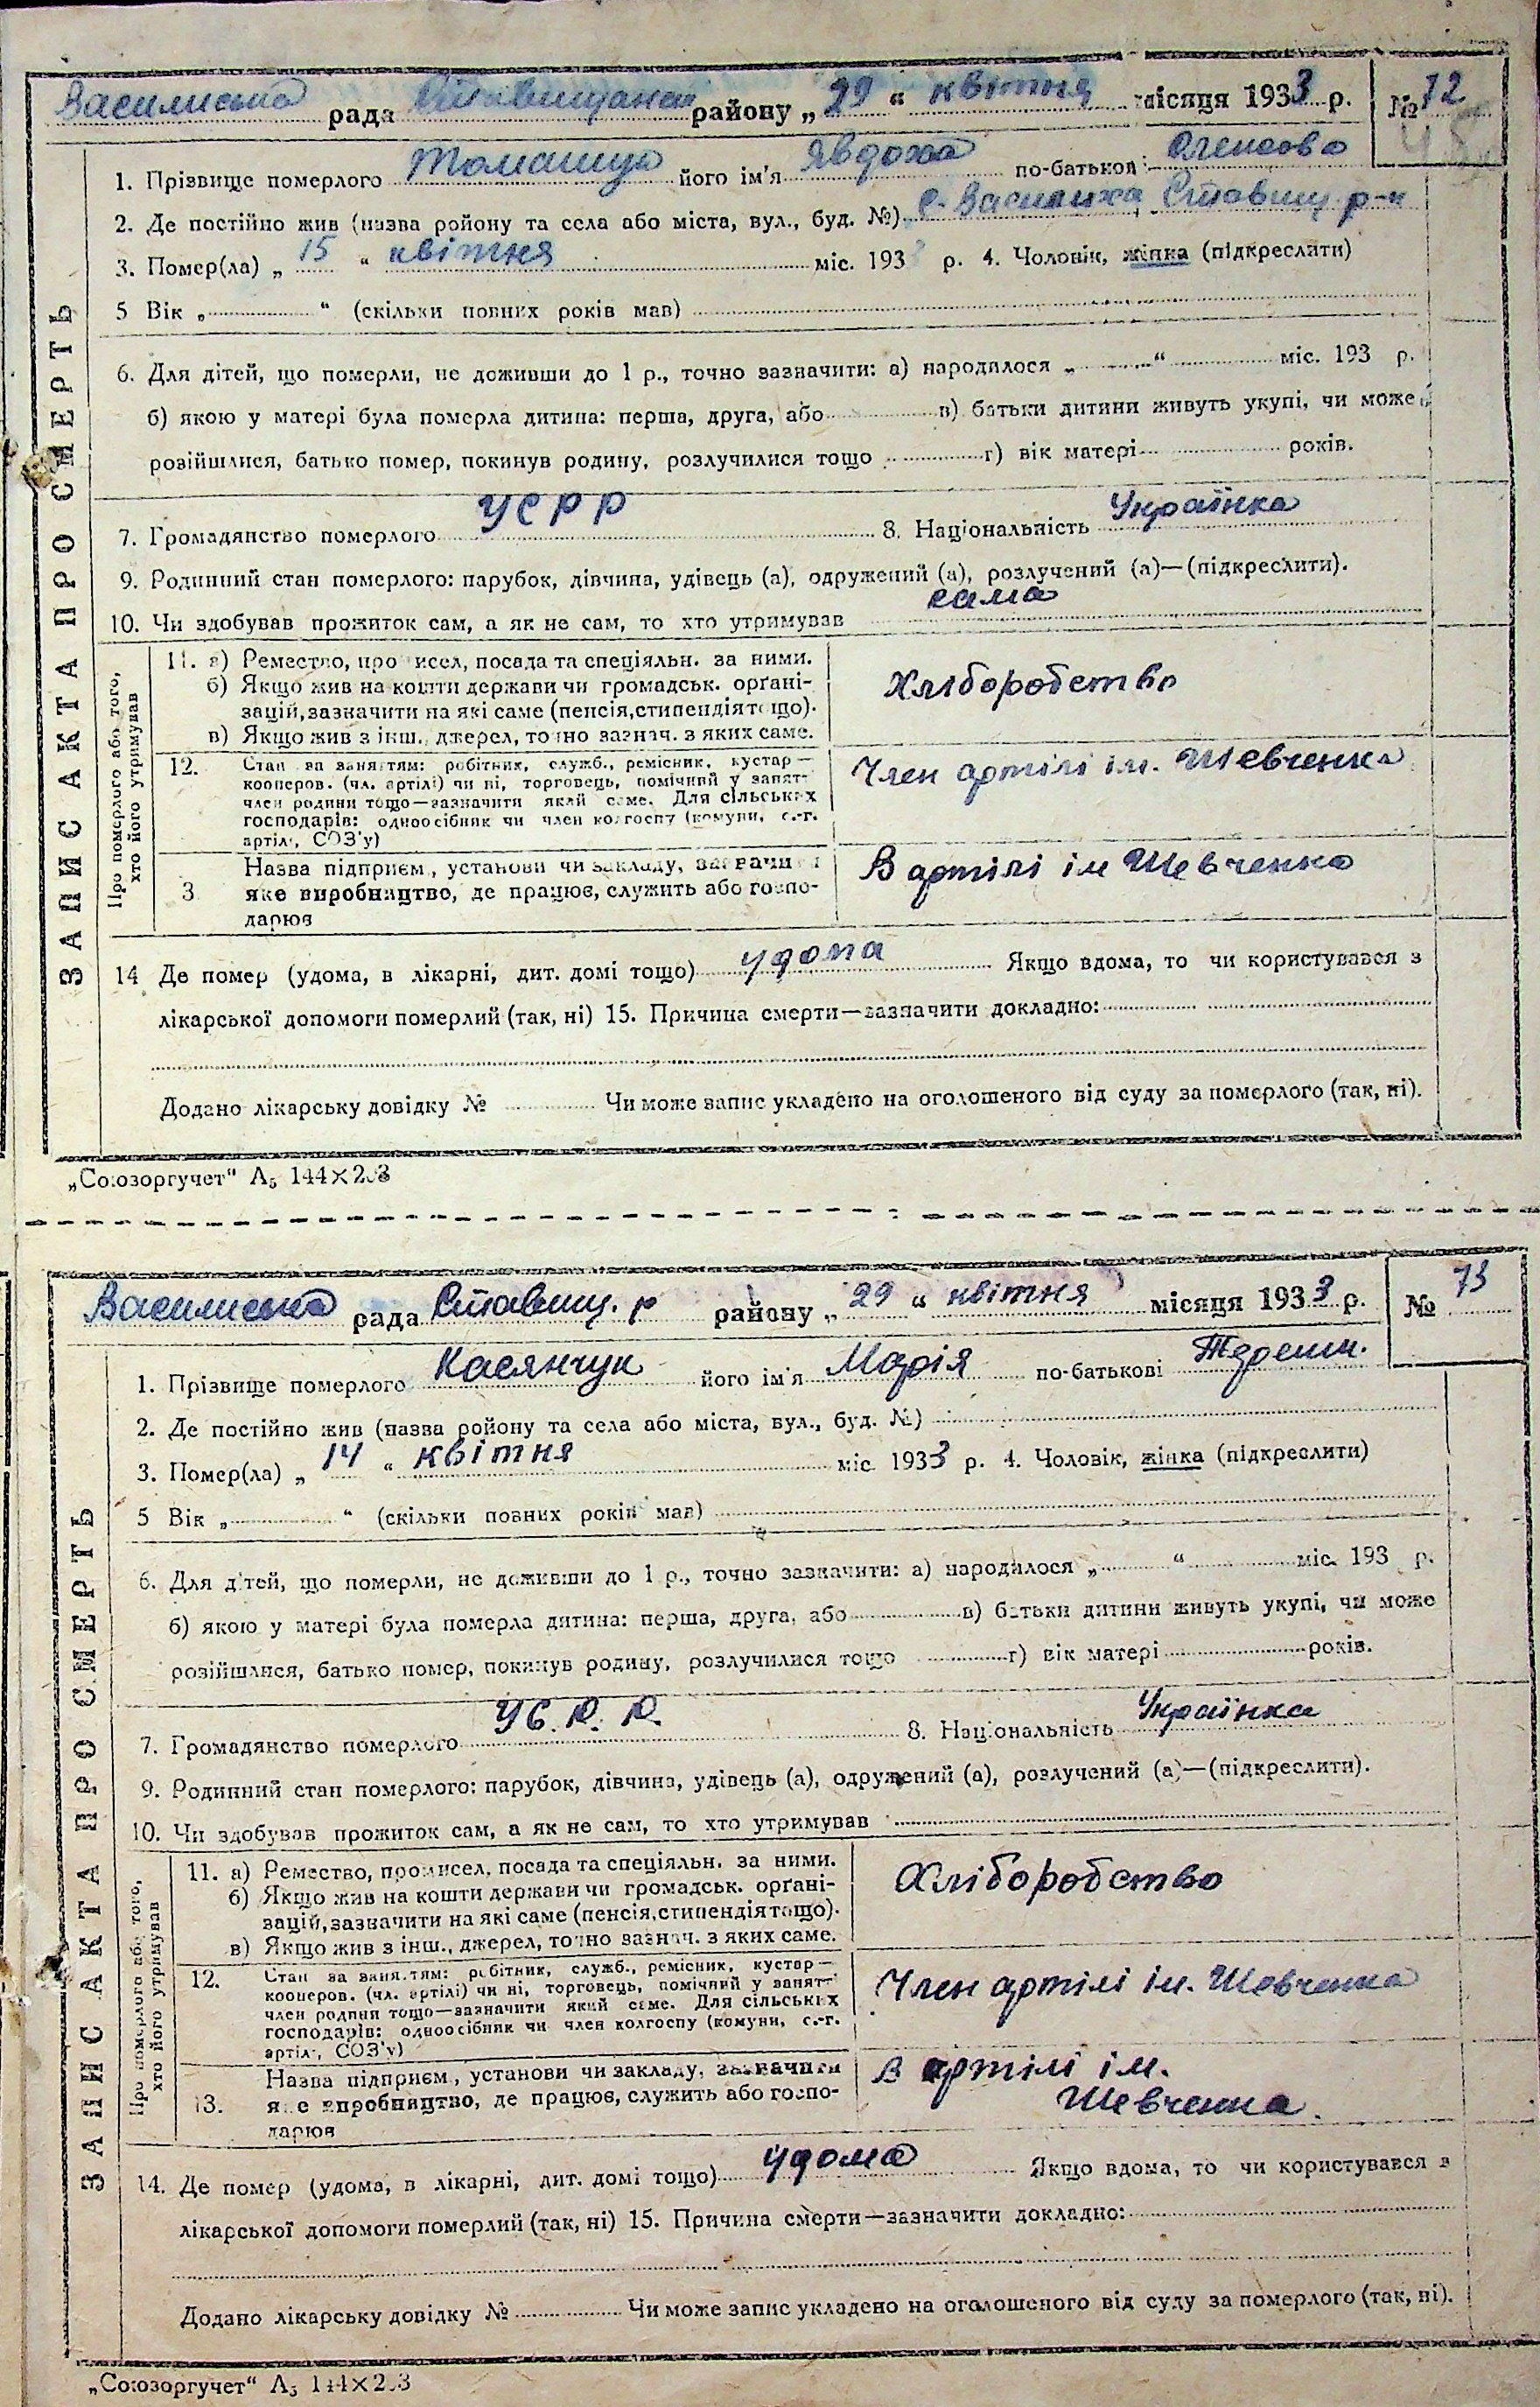 Василиська рада Ставищанськ району „29“ квітня місяця 1933 р. №72
45
1. Прізвище померлого Томащук його ім'я Явдоха по-батькові Олексова
2. Де постійно жив (назва ройону та села або міста, вул., буд. №) с. Василиха Ставищ. р-н
3. Помер(ла) „15“ квітня міс. 193 р. 4. Чоловік, жінка (підкреслити)
5 Вік „ “ (скільки повних років мав)
6. Для дітей, що померли, не доживши до 1 р., точно зазначити: а) народилося „ “ міс. 193 р.
б) якою у матері була померла дитина: перша, друга, або в) батьки дитини живуть укупі, чи може
розійшлися, батько помер, покинув родину, розлучилися тощо г) вік матері років.
7. Громадянство померлого УСРР 8. Національність Українка
9. Родинний стан померлого: парубок, дівчина, удівець (а), одружений (а), розлучений (а)—(підкреслити).
10. Чи здобував прожиток сам, а як не сам, то хто утримував сама
Про померлого або того, хто його утримував
11. а) Ремество, промисел, посада та спеціяльн. за ними.
б) Якщо жив на кошти держави чи громадськ. орґані-
зацій, зазначити на які саме (пенсія, стипендія тощо).
в) Якщо жив з інш., джерел, точно зазнач. з яких саме.
Хліборобство
12. Стан за заняттям: робітник, служб., ремісник, кустар—
кооперов. (чл. артілі) чи ні, торговець, помічний у занят-
член родини тощо—зазначити який саме. Для сільських
господарів: одноосібник чи член колгоспу (комуни, с.-г.
артіл., СОЗ'у)
Член артілі ім. Шевченка
3 Назва підприєм., установи чи закладу, зазначити
яке виробництво, де працює, служить або госпо-
дарює
В артілі ім Шевченко
14 Де помер (удома, в лікарні, дит. домі тощо) удома Якщо вдома, то чи користувався з
лікарської допомоги померлий (так, ні) 15. Причина смерти—зазначити докладно:
Додано лікарську довідку № Чи може запис укладено на оголошеного від суду за померлого (так, ні).
ЗАПИС АКТА ПРО СМЕРТЬ
„Союзоргучет“ А5 144×203
Василиська рада Ставищ. р району „29“ квітня місяця 1933 р. № 73
1. Прізвище померлого Касянчук його ім'я Марія по-батькові
2. Де постійно жив (назва ройону та села або міста, вул., буд. №)
3. Помер(ла) „14“ квітня міс 1933 р. 4. Чоловік, жінка (підкреслити)
5 Вік „ “ (скільки повних років мав)
6. Для дітей, що померли, не доживши до 1 р., точно зазначити: а) народилося „ “ міс. 193 р.
б) якою у матері була померла дитина: перша, друга, або в) батьки дитини живуть укупі, чи може
розійшлися, батько помер, покинув родину, розлучилися тощо г) вік матері років.
7. Громадянство померлого УС.Р.Р. 8. Національність Українка
9. Родинний стан померлого: парубок, дівчина, удівець (а), одружений (а), розлучений (а)—(підкреслити).
10. Чи здобував прожиток сам, а як не сам, то хто утримував
Про померлого або того, хто його утримував
11. а) Ремество, промисел, посада та спеціяльн. за ними.
б) Якщо жив на кошти держави чи громадськ. орґані-
зацій, зазначити на які саме (пенсія, стипендія тощо).
в) Якщо жив з інш., джерел, точно зазнач. з яких саме.
Хліборобство
12. Стан за заняттям: робітник, служб., ремісник, кустар—
кооперов. (чл. артілі) чи ні, торговець, помічний у занят-
член родини тощо—зазначити який саме. Для сільських
господарів: одноосібник чи член колгоспу (комуни, с.-г.
артіл., СОЗ'у)
Член артілі ім. Шевченка
13. Назва підприєм., установи чи закладу, зазначити
яке виробництво, де працює, служить або госпо-
дарює
В артілі ім.
Шевченка.
14. Де помер (удома, в лікарні, дит. домі тощо) удома Якщо вдома, то чи користувався з
лікарської допомоги померлий (так, ні) 15. Причина смерти—зазначити докладно:
Додано лікарську довідку № Чи може запис укладено на оголошеного від суду за померлого (так, ні).
ЗАПИС АКТА ПРО СМЕРТЬ
„Союзоргучет“ А5 144×203